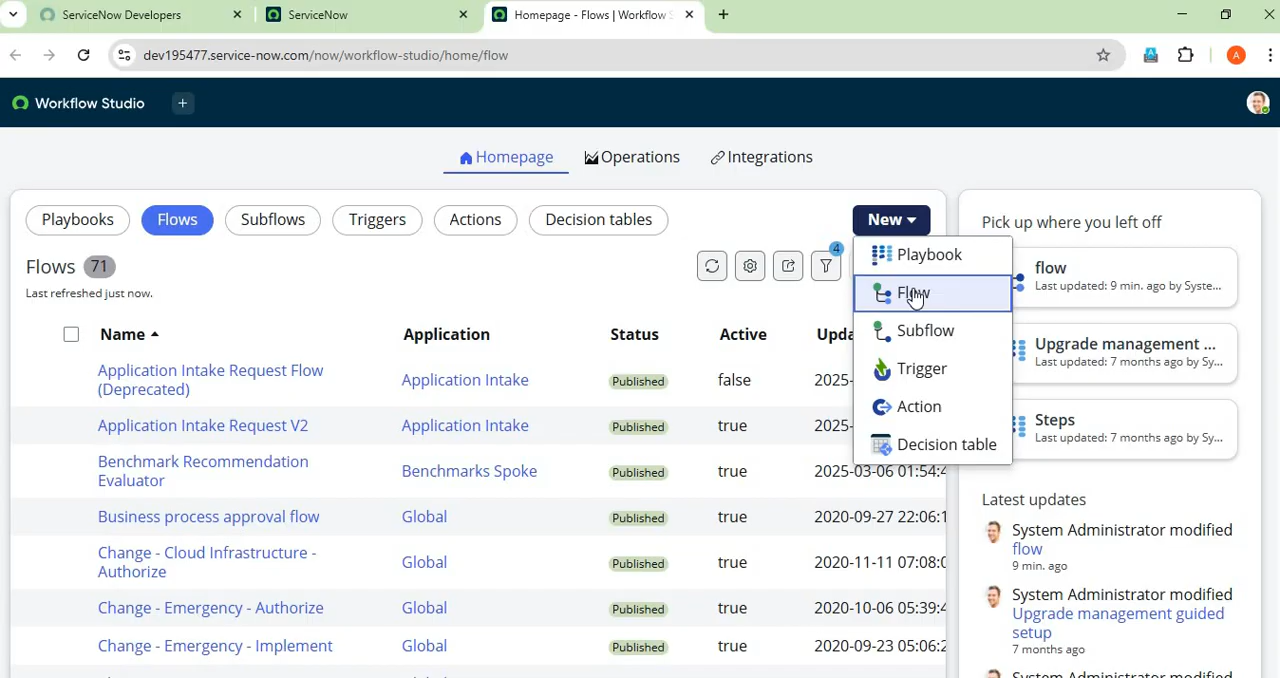 ServiceNow Developers
ServiceNow
Homepage - Flows | Workflow S
dev195477.service-now.com/now/workflow-studio/home/flow
A
Workflow Studio
Homepage
Operations
Integrations
Playbooks
Flows
Subflows
Triggers
Actions
Decision tables
New
Pick up where you left off
Flows 71
Last refreshed just now.
4
Playbook
Flow
Subflow
Trigger
Action
Decision table
flow
Last updated: 9 min. ago by Syste...
Upgrade management ...
Last updated: 7 months ago by Sy...
Steps
Last updated: 7 months ago by Sy...
Name Application Status Active Upda
Application Intake Request Flow
(Deprecated)
Application Intake Published false 2025-
Application Intake Request V2 Application Intake Published true 2025-
Benchmark Recommendation
Evaluator
Benchmarks Spoke Published true 2025-03-06 01:54:4
Business process approval flow Global Published true 2020-09-27 22:06:1
Change - Cloud Infrastructure -
Authorize
Global Published true 2020-11-11 07:08:0
Change - Emergency - Authorize Global Published true 2020-10-06 05:39:4
Change - Emergency - Implement Global Published true 2020-09-23 05:06:2
Latest updates
System Administrator modified
flow
9 min. ago
System Administrator modified
Upgrade management guided
setup
7 months ago
System Administrator modified